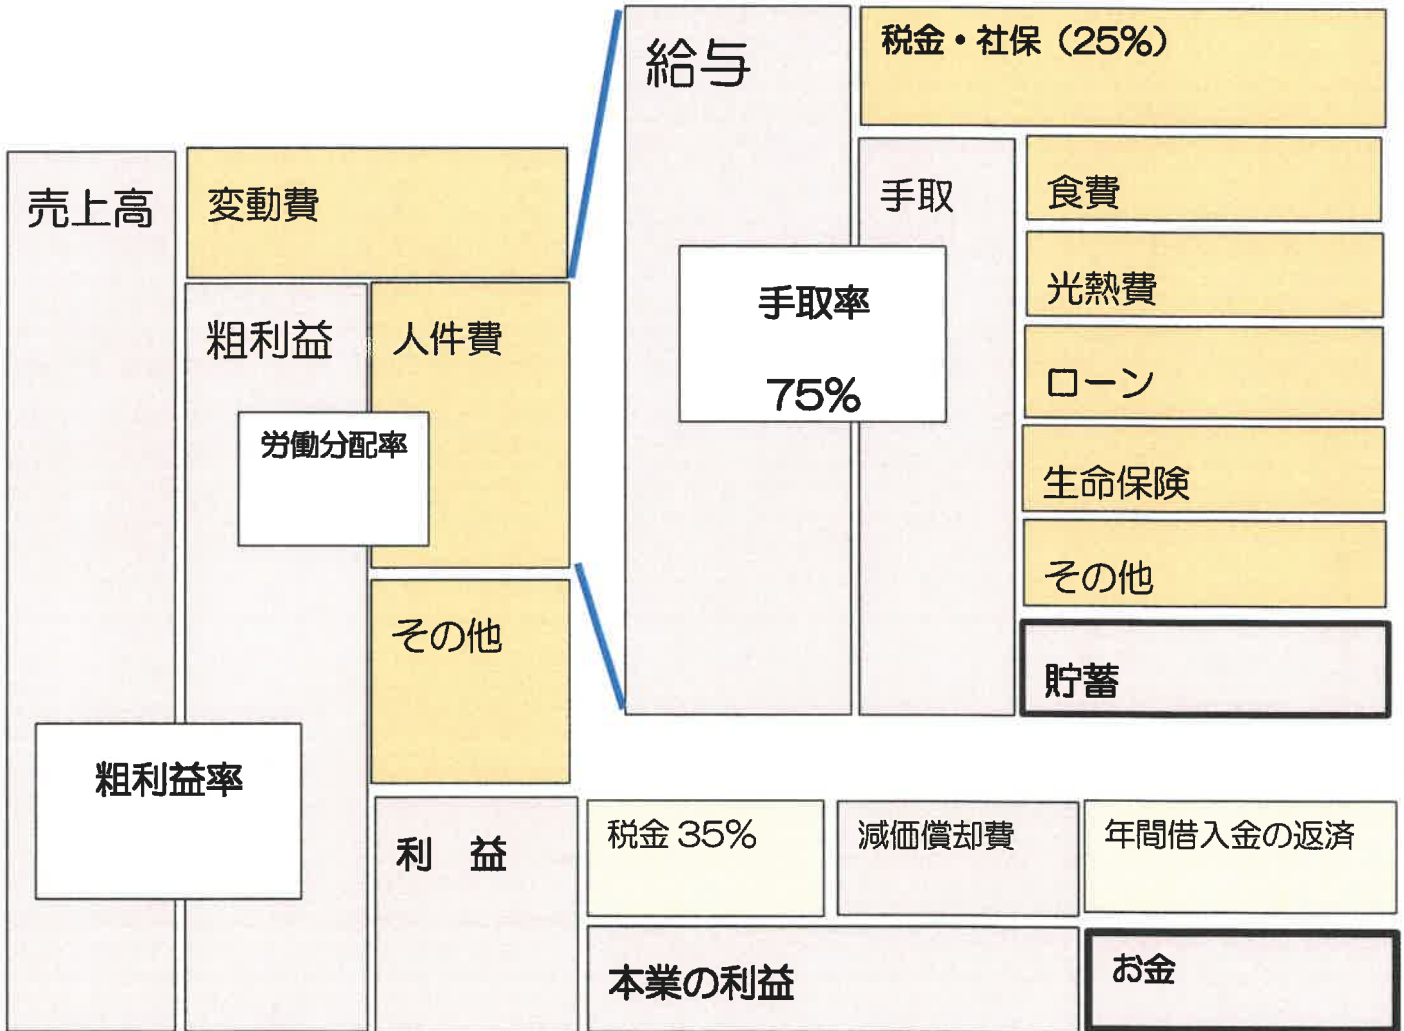 給与
税金・社保（25%）
手取
食費
光熱費
ローン
生命保険
その他
貯蓄
手取率
75%
売上高
変動費
粗利益
人件費
労働分配率
その他
粗利益率
利　益
税金 35%
減価償却費
年間借入金の返済
本業の利益
お金